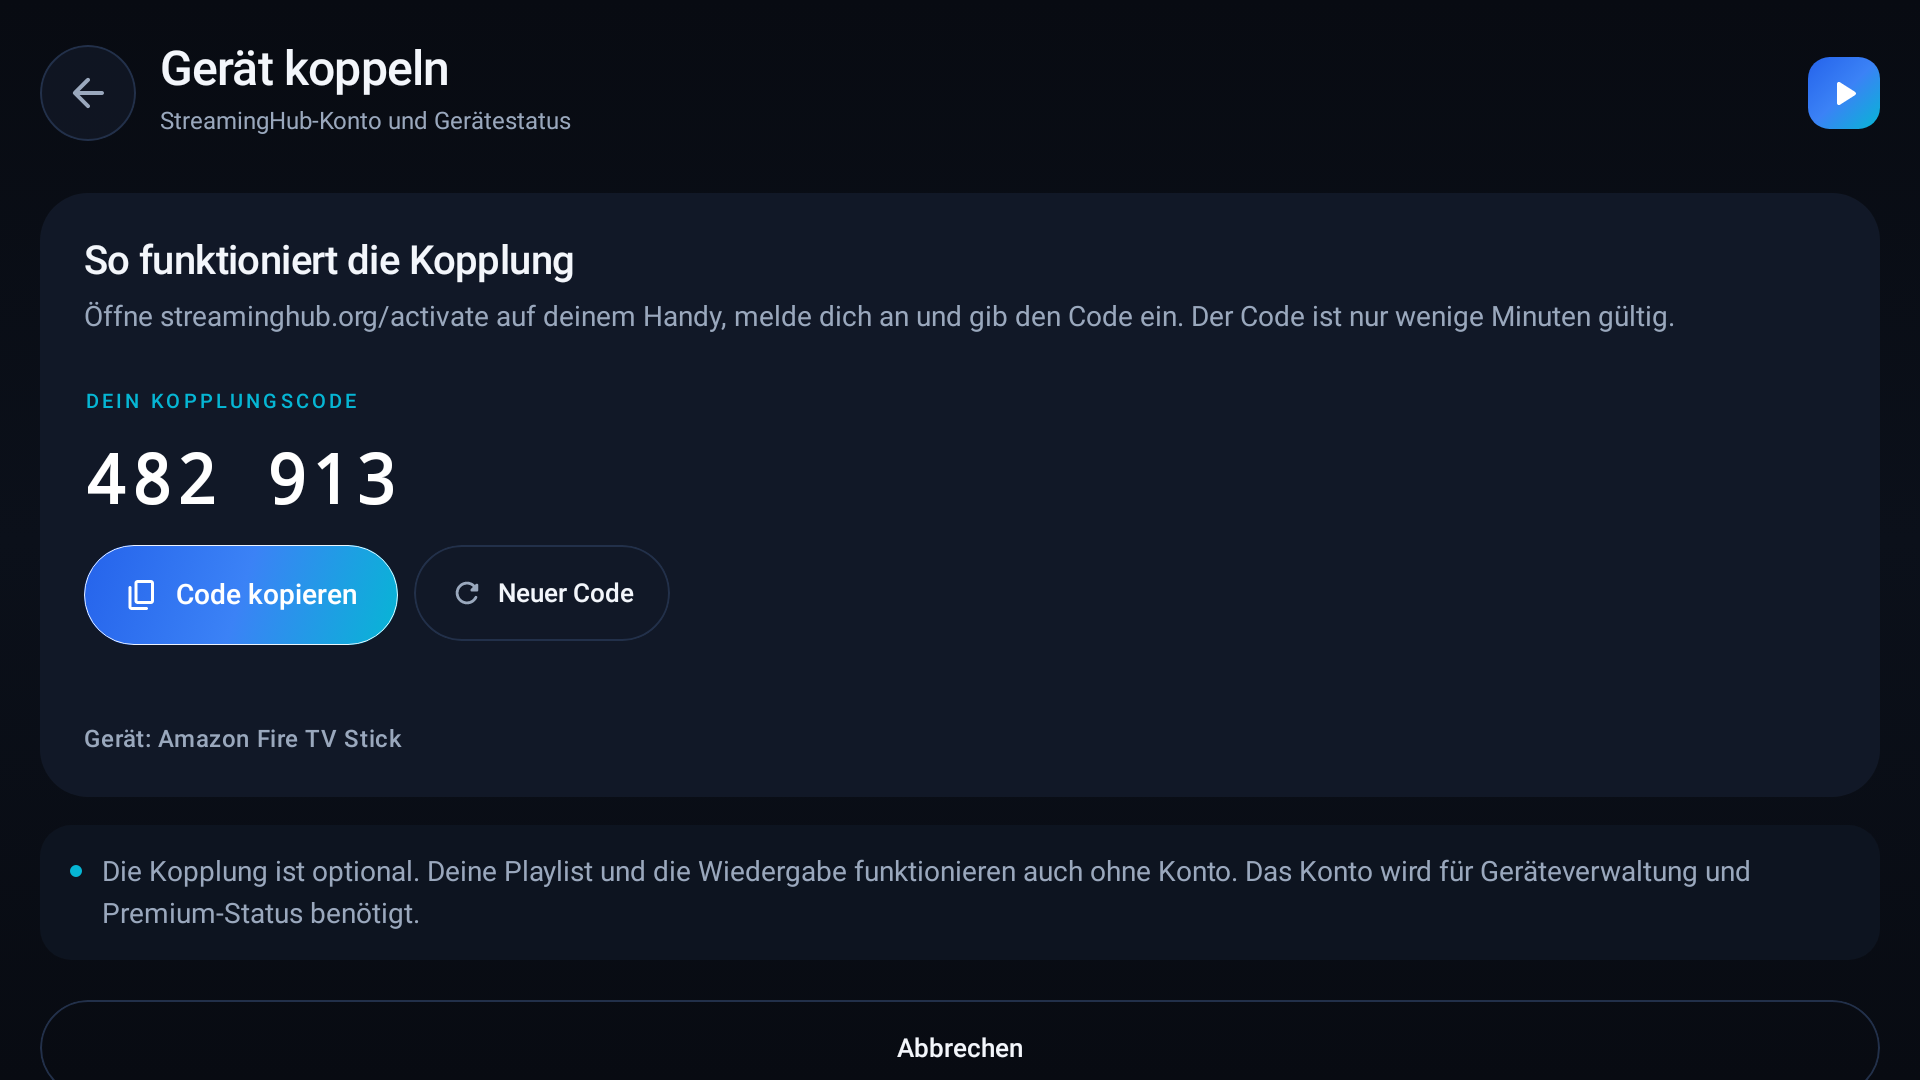 Gerät koppeln
StreamingHub-Konto und Gerätestatus
So funktioniert die Kopplung
Öffne streaminghub.org/activate auf deinem Handy, melde dich an und gib den Code ein. Der Code ist nur wenige Minuten gültig.
DEIN KOPPLUNGSCODE
482 913
Code kopieren
Neuer Code
Gerät: Amazon Fire TV Stick
Die Kopplung ist optional. Deine Playlist und die Wiedergabe funktionieren auch ohne Konto. Das Konto wird für Geräteverwaltung und
Premium-Status benötigt.
Abbrechen